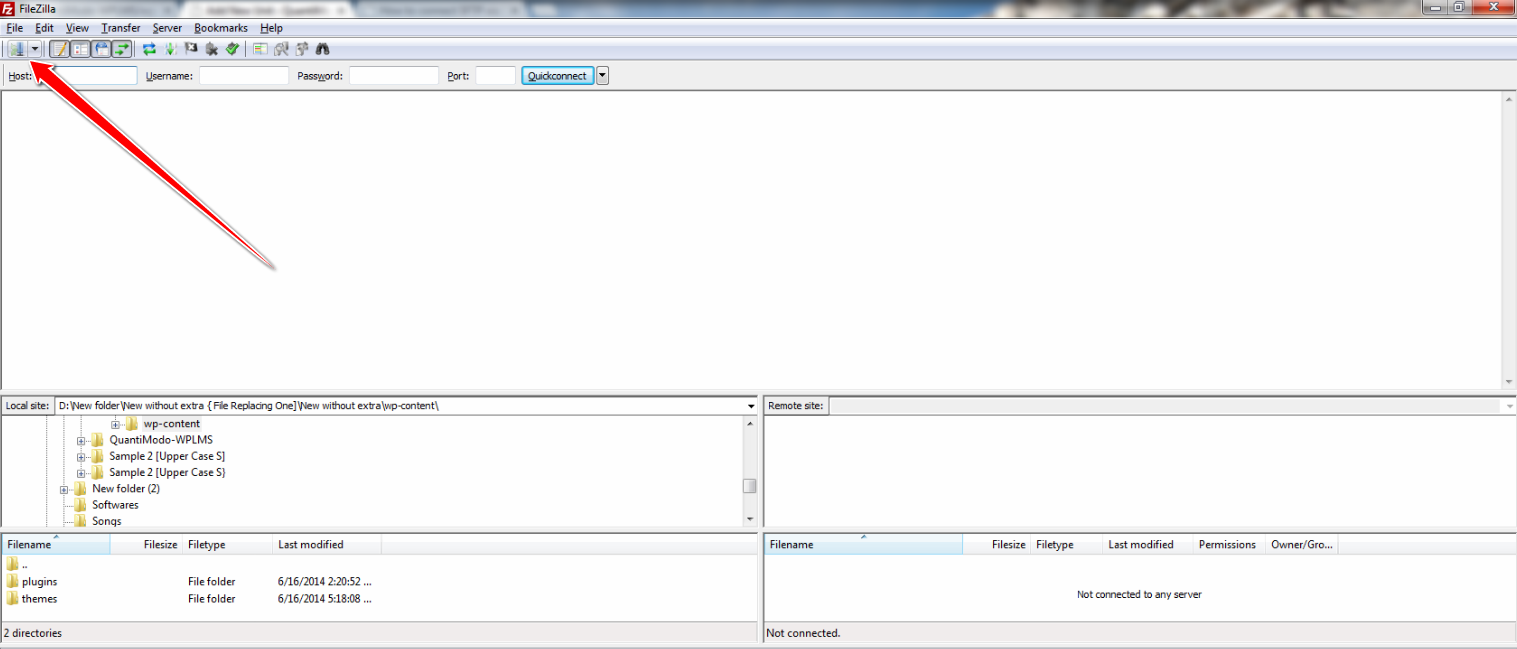 FileZilla
File Edit View Transfer Server Bookmarks Help
Host: Username: Password: Port: Quickconnect
Local site: D:\New folder\New without extra { File Replacing One]\New without extra\wp-content\
Remote site:
wp-content
QuantiModo-WPLMS
Sample 2 [Upper Case S]
Sample 2 [Upper Case S}
New folder (2)
Softwares
Songs
Filename Filesize Filetype Last modified
..
plugins File folder 6/16/2014 2:20:52 ...
themes File folder 6/16/2014 5:18:08 ...
2 directories
Filename Filesize Filetype Last modified Permissions Owner/Gro...
Not connected to any server
Not connected.